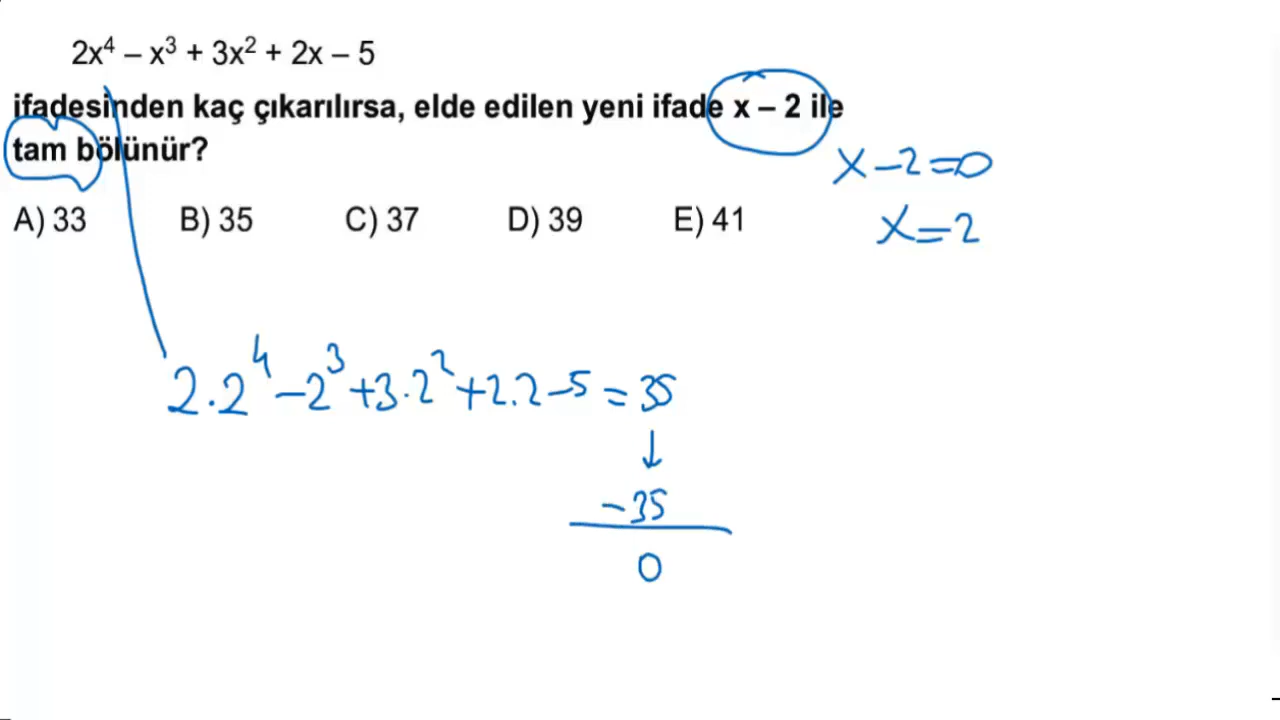 2x⁴ – x³ + 3x² + 2x – 5
ifadesinden kaç çıkarılırsa, elde edilen yeni ifade x – 2 ile
tam bölünür?
x – 2 = 0
x = 2
A) 33 B) 35 C) 37 D) 39 E) 41
2.2⁴ – 2³ + 3.2² + 2.2 – 5 = 35
↓
– 35
0